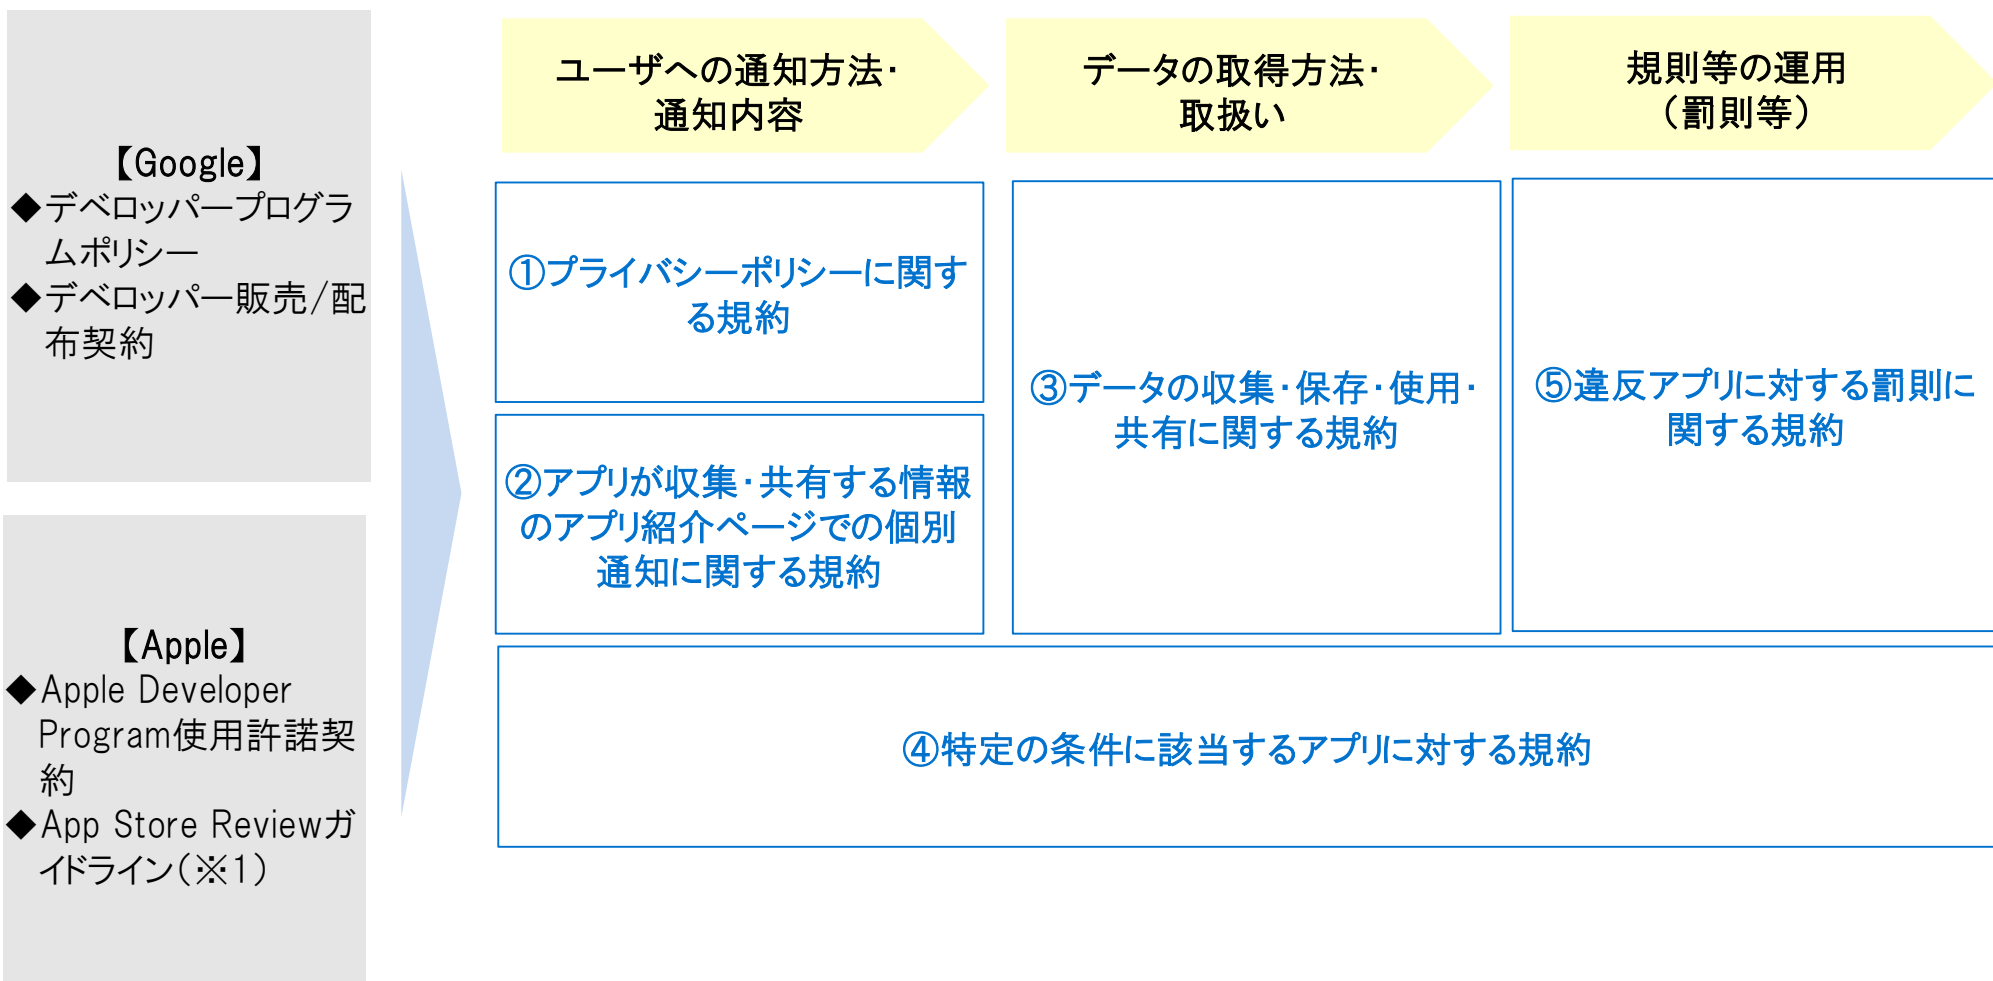 【Google】
◆デベロッパープログラ
ムポリシー
◆デベロッパー販売/配
布契約
【Apple】
◆Apple Developer
Program使用許諾契
約
◆App Store Reviewガ
イドライン(※1)
ユーザへの通知方法・
通知内容
①プライバシーポリシーに関す
る規約
②アプリが収集・共有する情報
のアプリ紹介ページでの個別
通知に関する規約
データの取得方法・
取扱い
③データの収集・保存・使用・
共有に関する規約
規則等の運用
(罰則等)
⑤違反アプリに対する罰則に
関する規約
④特定の条件に該当するアプリに対する規約